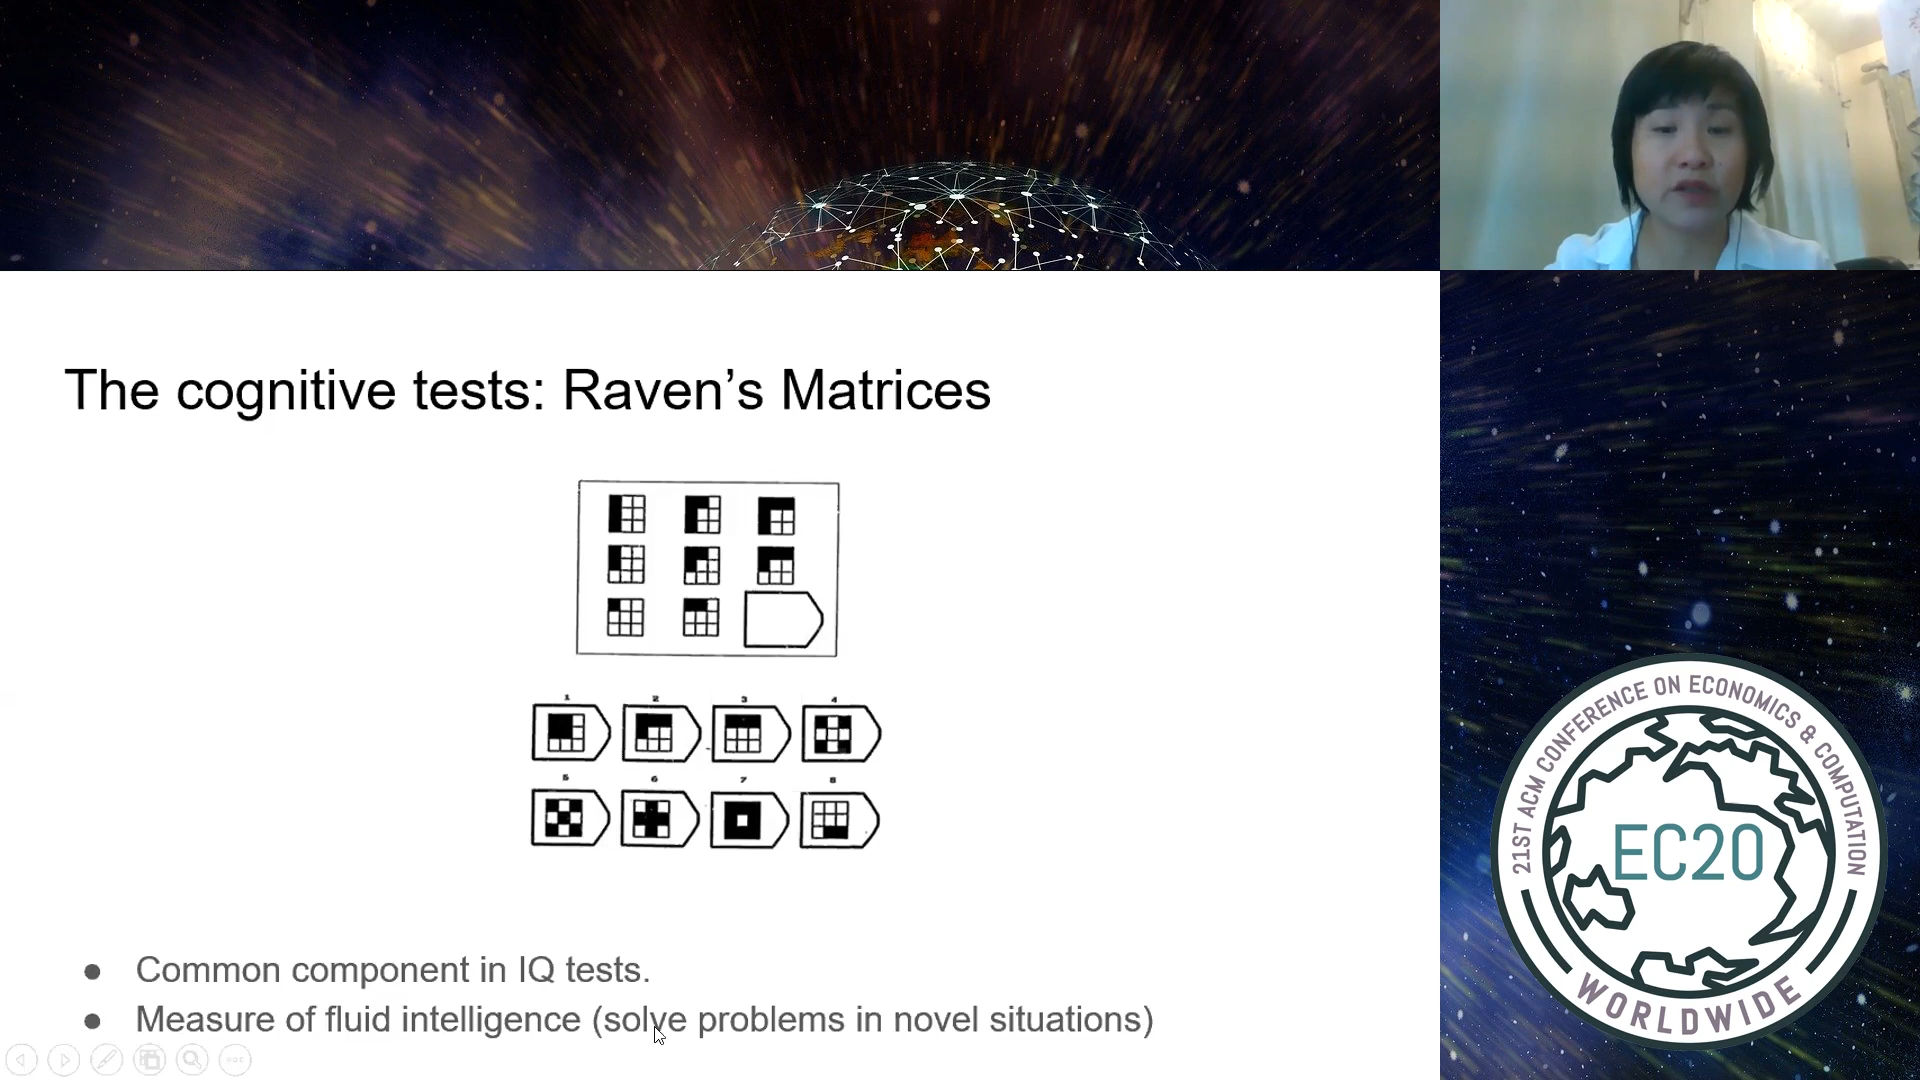 The cognitive tests: Raven’s Matrices
1 2 3 4
5 6 7 8
● Common component in IQ tests.
● Measure of fluid intelligence (solve problems in novel situations)
21ST ACM CONFERENCE ON ECONOMICS & COMPUTATION
EC20
WORLDWIDE